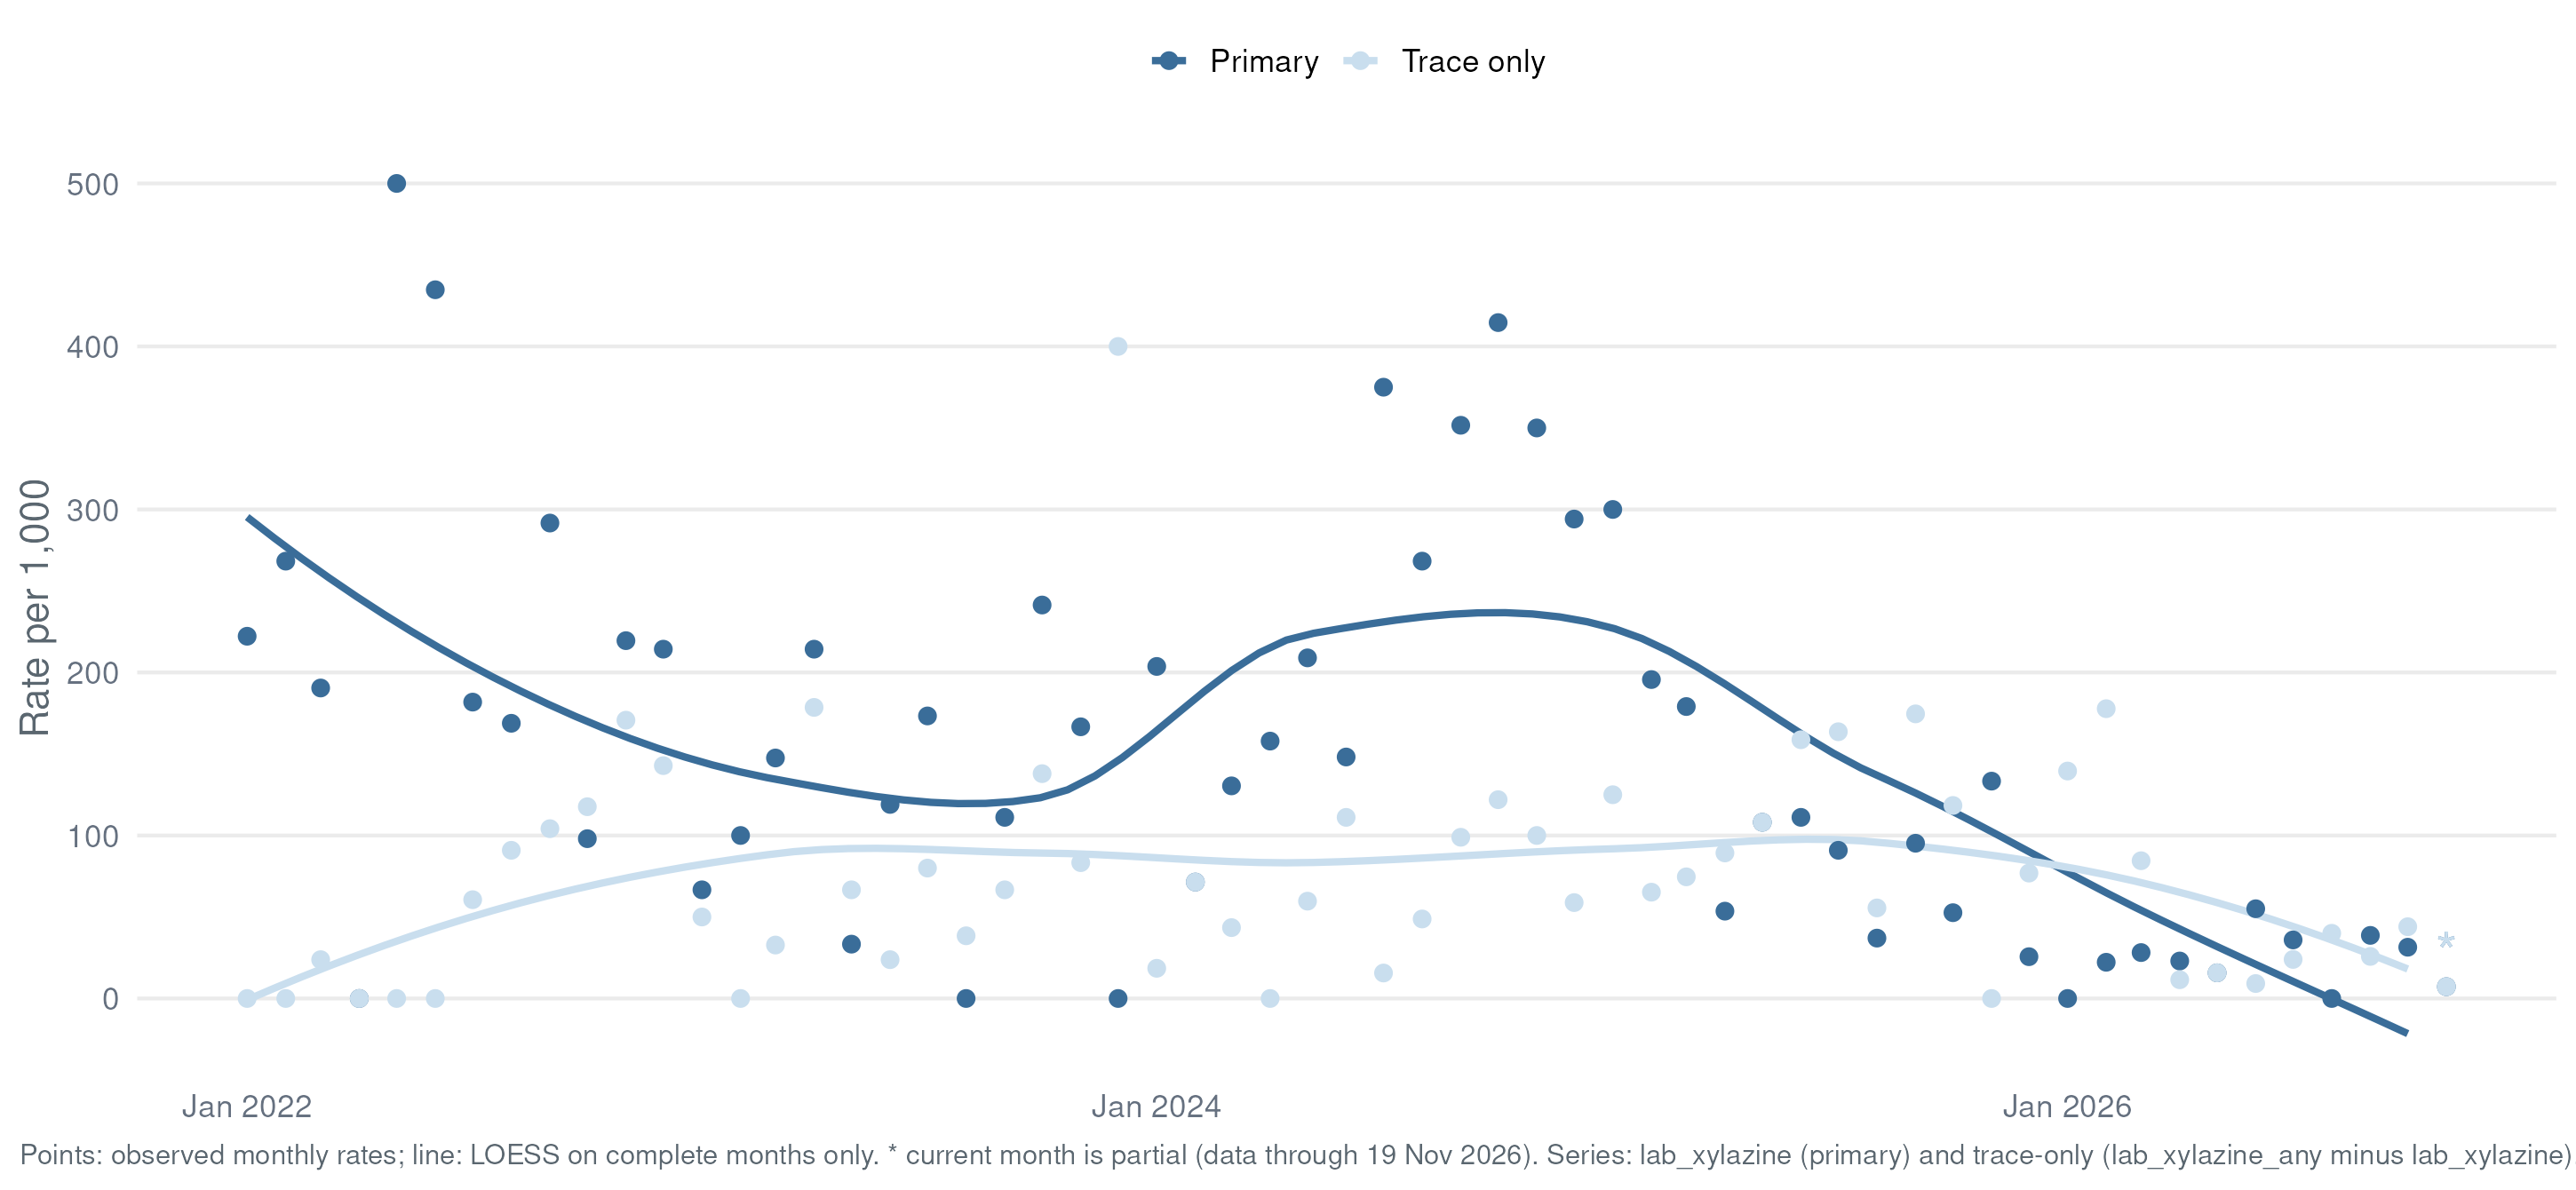 Primary Trace only
500
400
300
200
100
0
Rate per 1,000
*
Jan 2022 Jan 2024 Jan 2026
Points: observed monthly rates; line: LOESS on complete months only. * current month is partial (data through 19 Nov 2026). Series: lab_xylazine (primary) and trace-only (lab_xylazine_any minus lab_xylazine)